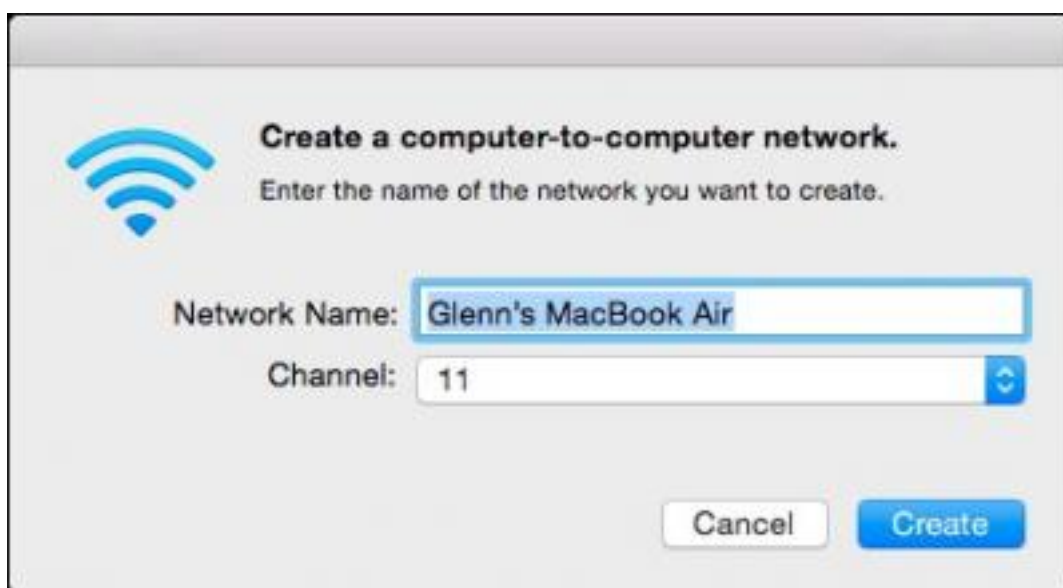 Create a computer-to-computer network.
Enter the name of the network you want to create.
Network Name: Glenn's MacBook Air
Channel: 11
Cancel Create